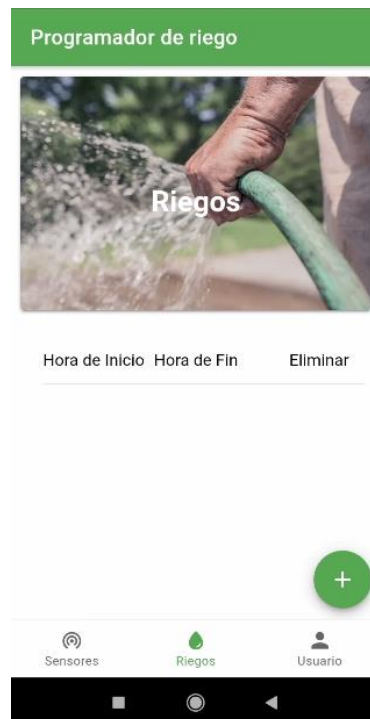 Programador de riego
Riegos
Hora de Inicio Hora de Fin Eliminar
+
Sensores Riegos Usuario